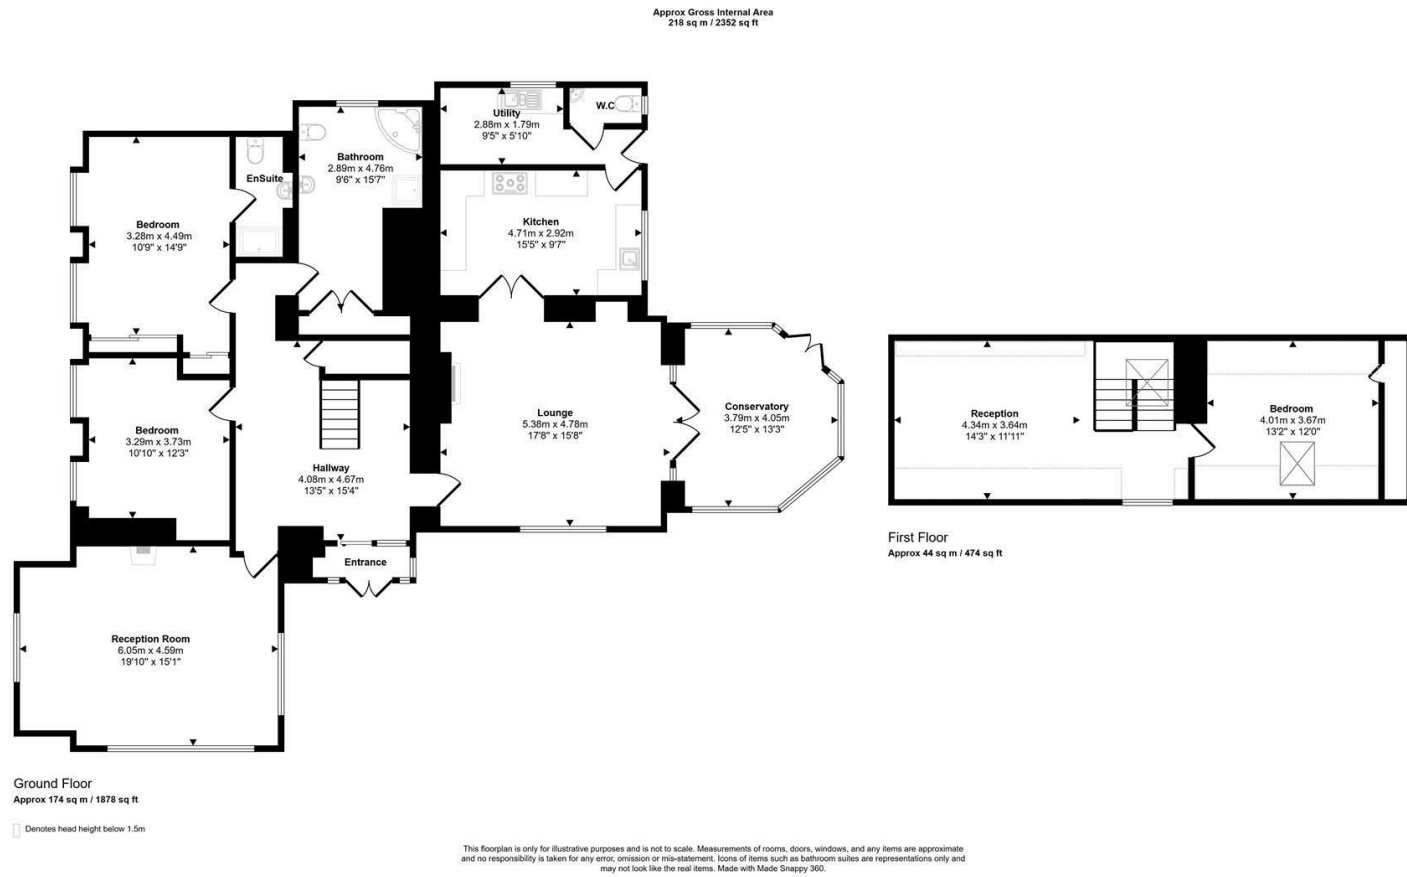 Approx Gross Internal Area
218 sq m / 2352 sq ft
Utility
2.88m x 1.79m
9'5" x 5'10"
W.C
Bathroom
2.89m x 4.76m
9'6" x 15'7"
EnSuite
Bedroom
3.28m x 4.49m
10'9" x 14'9"
Kitchen
4.71m x 2.92m
15'5" x 9'7"
Bedroom
3.29m x 3.73m
10'10" x 12'3"
Hallway
4.08m x 4.67m
13'5" x 15'4"
Lounge
5.38m x 4.78m
17'8" x 15'8"
Conservatory
3.79m x 4.05m
12'5" x 13'3"
Entrance
Reception Room
6.05m x 4.59m
19'10" x 15'1"
Reception
4.34m x 3.64m
14'3" x 11'11"
Bedroom
4.01m x 3.67m
13'2" x 12'0"
First Floor
Approx 44 sq m / 474 sq ft
Ground Floor
Approx 174 sq m / 1878 sq ft
Denotes head height below 1.5m
This floorplan is only for illustrative purposes and is not to scale. Measurements of rooms, doors, windows, and any items are approximate
and no responsibility is taken for any error, omission or mis-statement. Icons of items such as bathroom suites are representations only and
may not look like the real items. Made with Made Snappy 360.